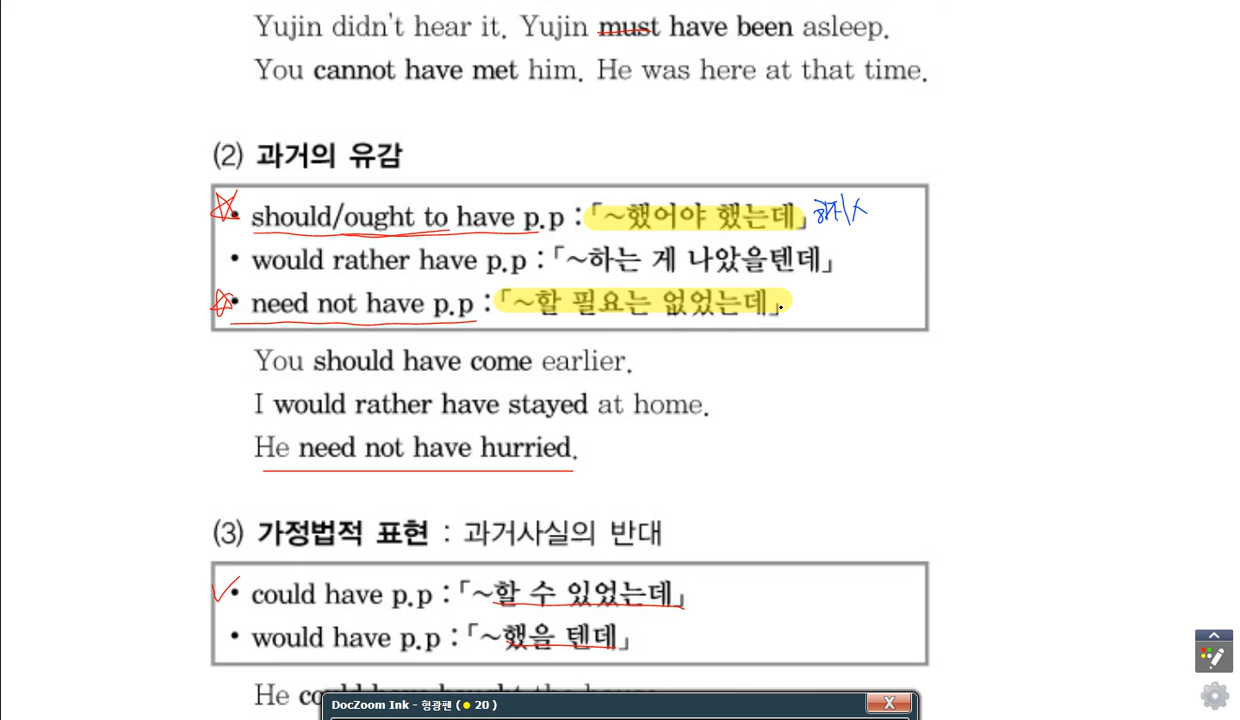 Yujin didn't hear it. Yujin must have been asleep.
You cannot have met him. He was here at that time.
(2) 과거의 유감
• should/ought to have p.p : 「~했어야 했는데」
• would rather have p.p : 「~하는 게 나았을텐데」
• need not have p.p : 「~할 필요는 없었는데」
You should have come earlier.
I would rather have stayed at home.
He need not have hurried.
(3) 가정법적 표현 : 과거사실의 반대
• could have p.p : 「~할 수 있었는데」
• would have p.p : 「~했을 텐데」
He could have bought the house.
DocZoom Ink - 형광펜 ( 20 )